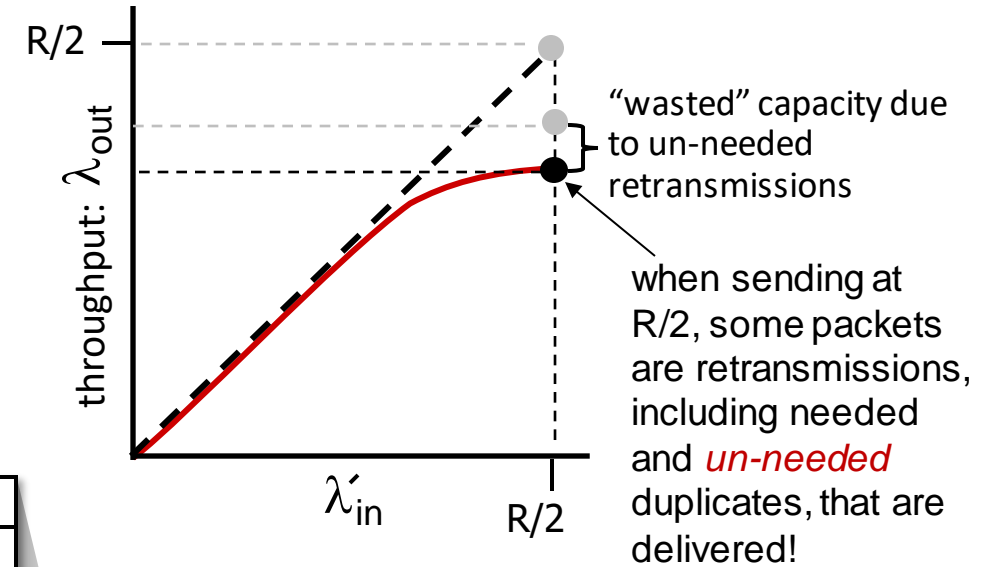 R/2
throughput: λout
λ′in
R/2
“wasted” capacity due
to un-needed
retransmissions
when sending at
R/2, some packets
are retransmissions,
including needed
and un-needed
duplicates, that are
delivered!